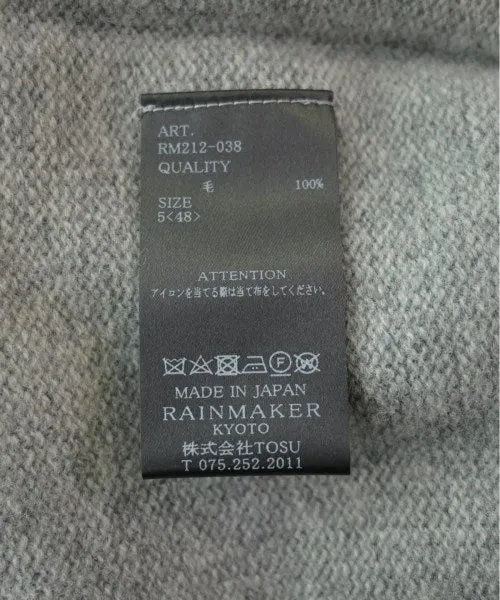 ART.
RM212-038
QUALITY
毛 100%
SIZE
5<48>
ATTENTION
アイロンを当てる際は当て布をしてください。
MADE IN JAPAN
RAINMAKER
KYOTO
株式会社TOSU
T 075.252.2011